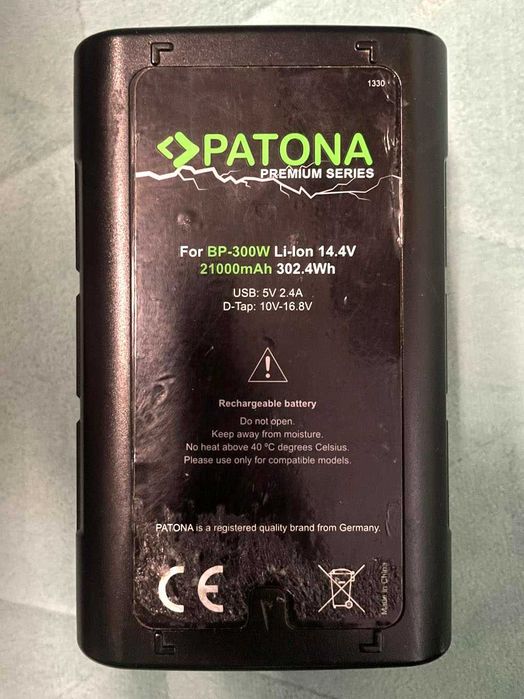 1330
PATONA
PREMIUM SERIES
For BP-300W Li-Ion 14.4V
21000mAh 302.4Wh
USB: 5V 2.4A
D-Tap: 10V-16.8V
Rechargeable battery
Do not open.
Keep away from moisture.
No heat above 40 ºC degrees Celsius.
Please use only for compatible models.
PATONA is a registered quality brand from Germany.
CE
Made in China